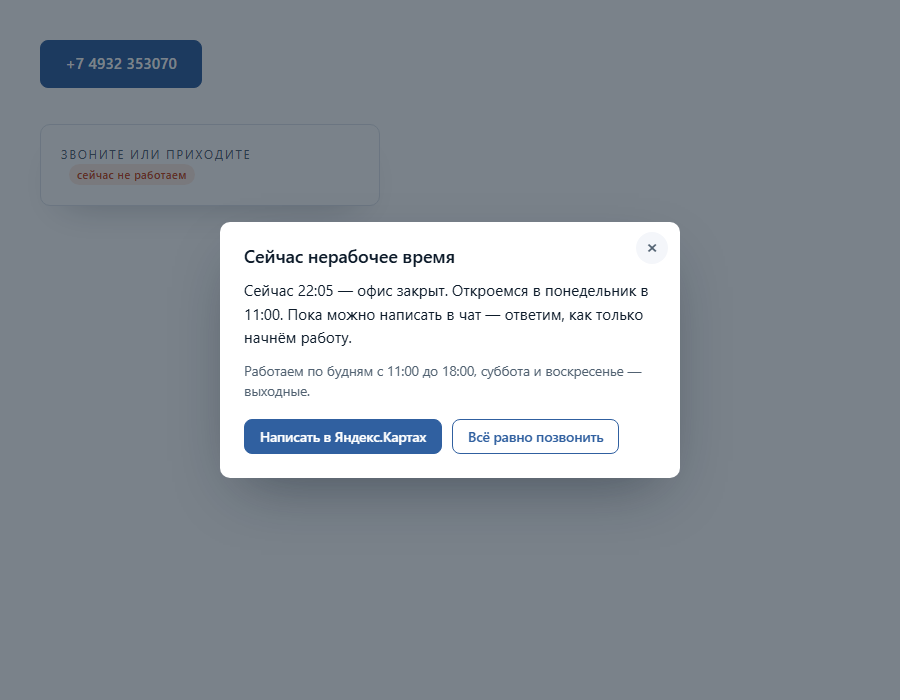 +7 4932 353070
ЗВОНИТЕ ИЛИ ПРИХОДИТЕ
сейчас не работаем
Сейчас нерабочее время
×
Сейчас 22:05 — офис закрыт. Откроемся в понедельник в
11:00. Пока можно написать в чат — ответим, как только
начнём работу.
Работаем по будням с 11:00 до 18:00, суббота и воскресенье —
выходные.
Написать в Яндекс.Картах
Всё равно позвонить